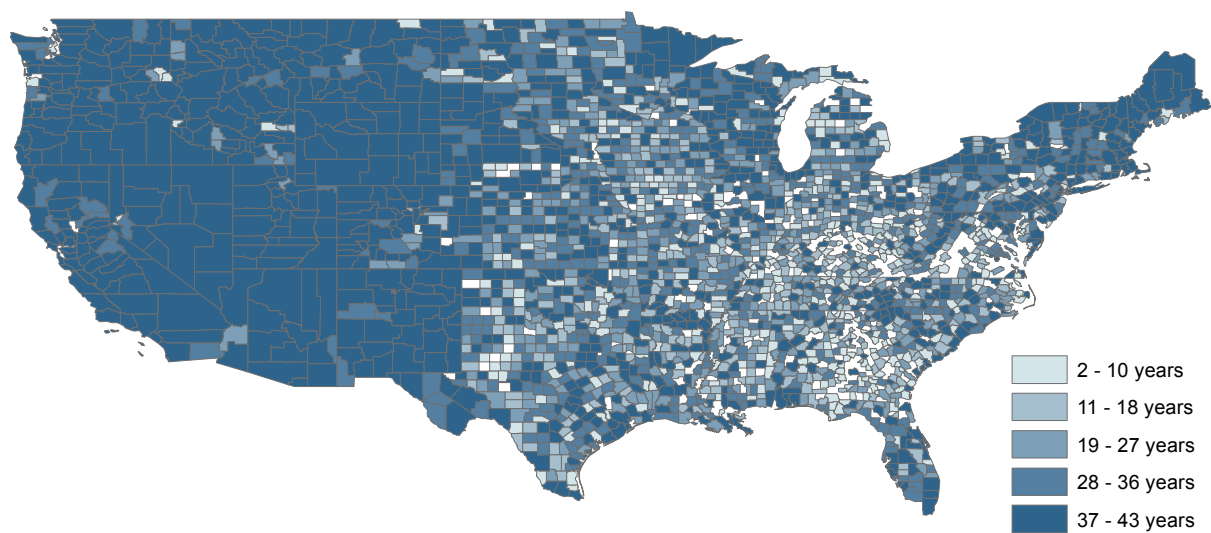 2 - 10 years
11 - 18 years
19 - 27 years
28 - 36 years
37 - 43 years